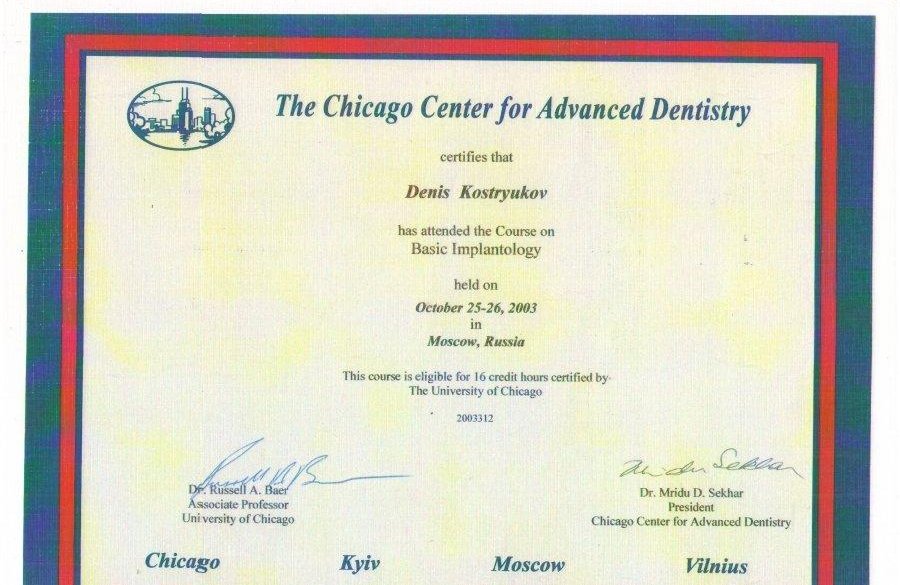 The Chicago Center for Advanced Dentistry
certifies that
Denis Kostryukov
has attended the Course on
Basic Implantology
held on
October 25-26, 2003
in
Moscow, Russia
This course is eligible for 16 credit hours certified by
The University of Chicago
2003312
Dr. Russell A. Baer
Associate Professor
University of Chicago
Mridu Sekhar
Dr. Mridu D. Sekhar
President
Chicago Center for Advanced Dentistry
Chicago Kyiv Moscow Vilnius